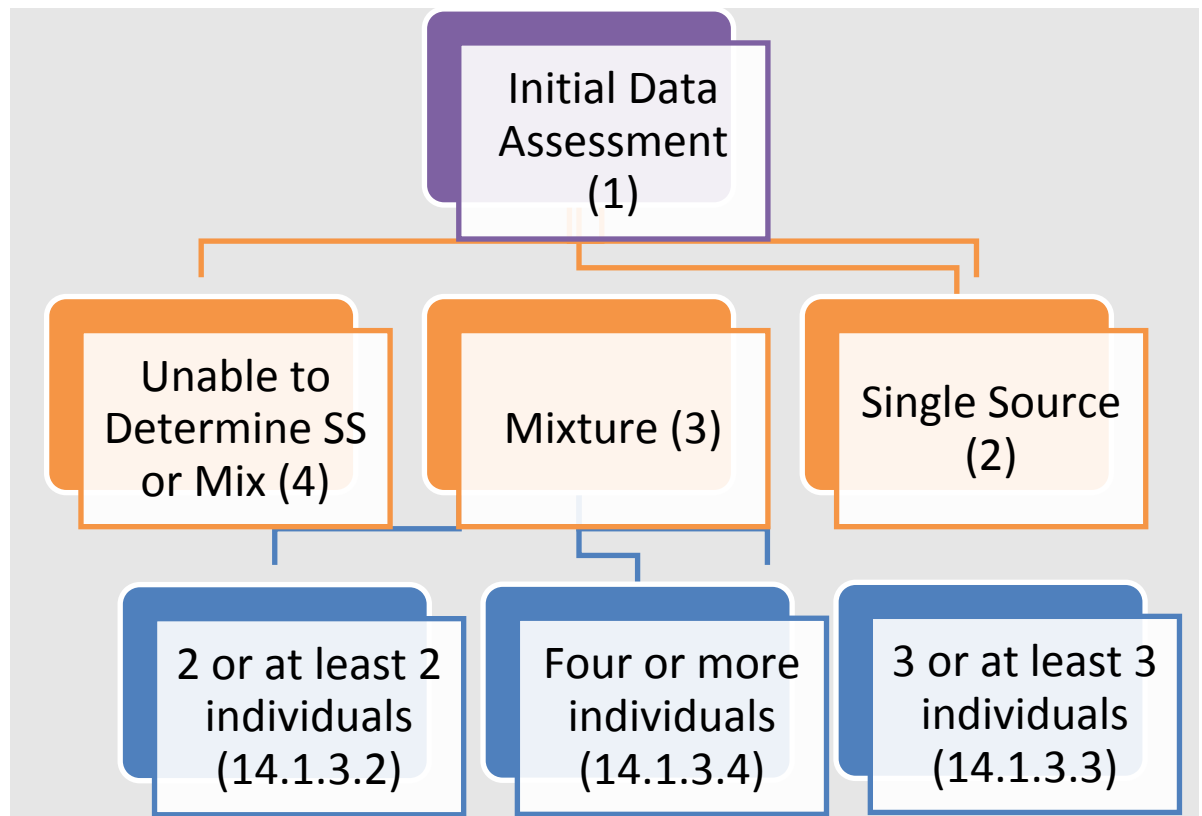 Initial Data
Assessment
(1)
Unable to
Determine SS
or Mix (4)
Mixture (3)
Single Source
(2)
2 or at least 2
individuals
(14.1.3.2)
Four or more
individuals
(14.1.3.4)
3 or at least 3
individuals
(14.1.3.3)